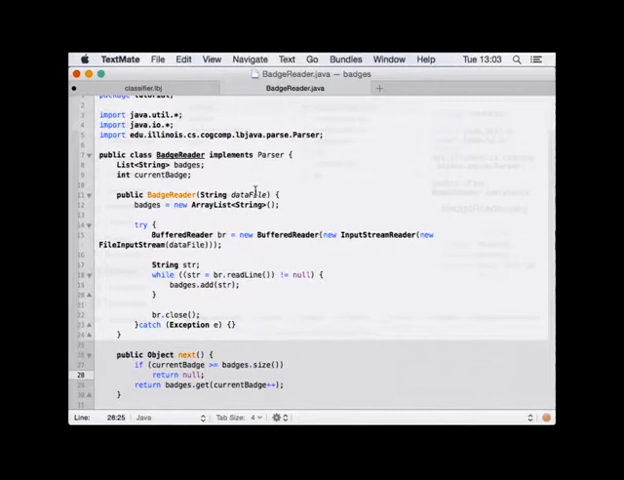 TextMate File Edit View Navigate Text Go Bundles Window Help Tue 13:03
BadgeReader.java — badges
classifier.lbj BadgeReader.java
import java.util.*;
import java.io.*;
import edu.illinois.cs.cogcomp.lbjava.parse.Parser;
public class BadgeReader implements Parser {
List<String> badges;
int currentBadge;
public BadgeReader(String dataFile) {
badges = new ArrayList<String>();
try {
BufferedReader br = new BufferedReader(new InputStreamReader(new
FileInputStream(dataFile)));
String str;
while ((str = br.readLine()) != null) {
badges.add(str);
}
br.close();
}catch (Exception e) {}
}
public Object next() {
if (currentBadge >= badges.size())
28 return null;
return badges.get(currentBadge++);
}
Line: 28:25 Java Tab Size: 4